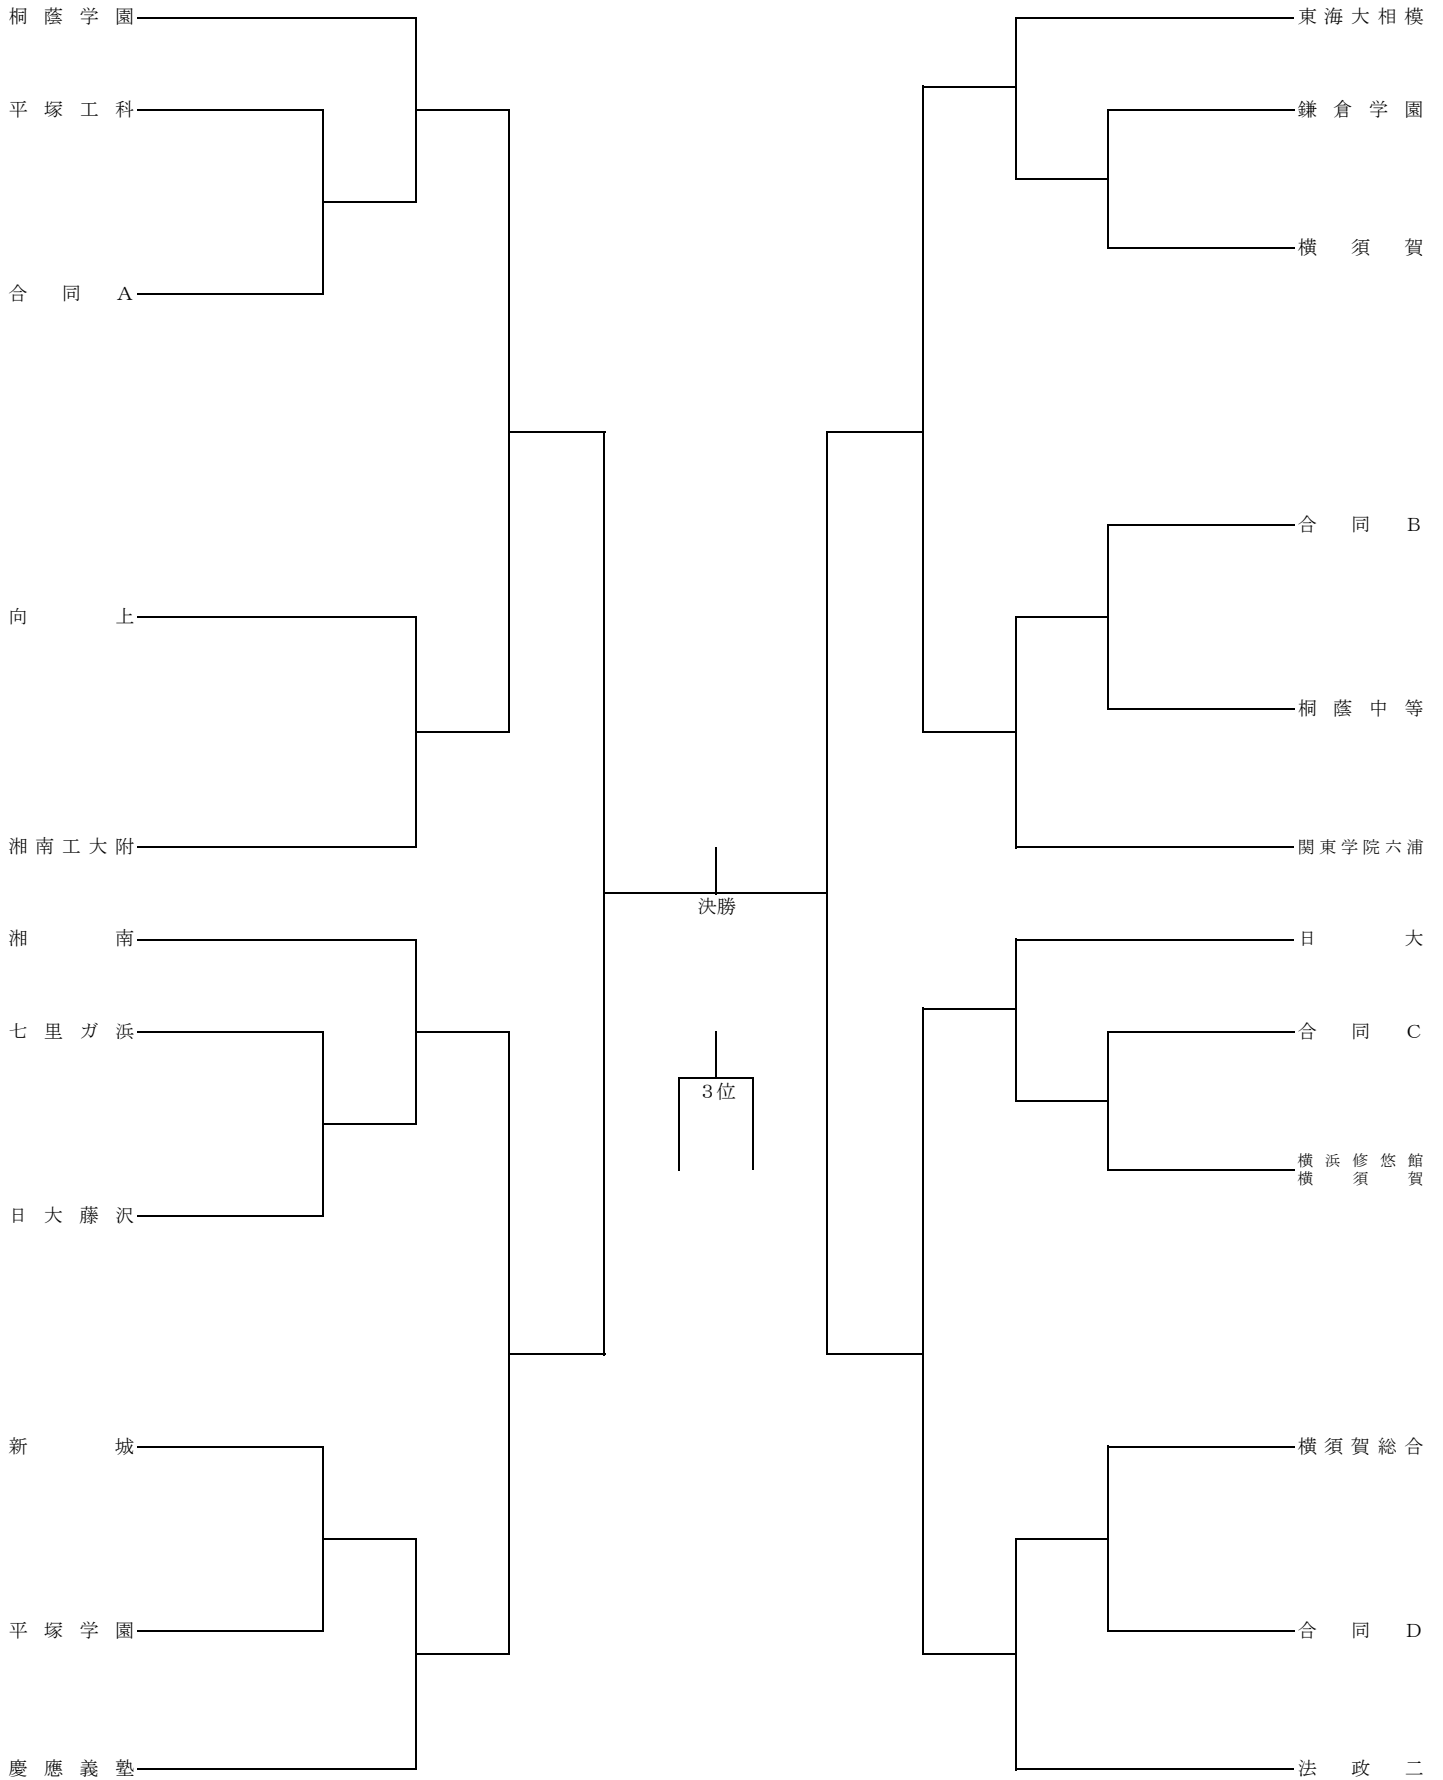 桐蔭学園
平塚工科
合同A
向上
湘南工大附
湘南
七里ガ浜
日大藤沢
新城
平塚学園
慶應義塾
決勝
3位
東海大相模
鎌倉学園
横須賀
合同B
桐蔭中等
関東学院六浦
日大
合同C
横浜修悠館
横須賀
横須賀総合
合同D
法政二